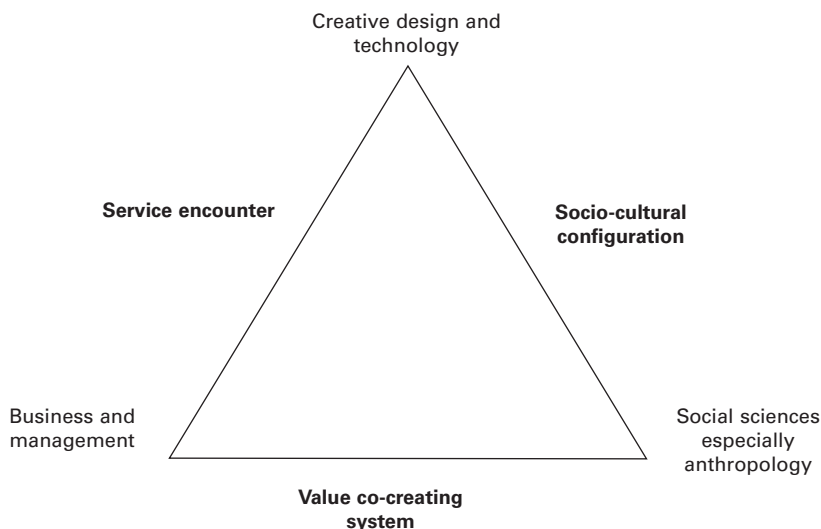 Creative design and
technology
Service encounter
Socio-cultural
configuration
Business and
management
Social sciences
especially
anthropology
Value co-creating
system